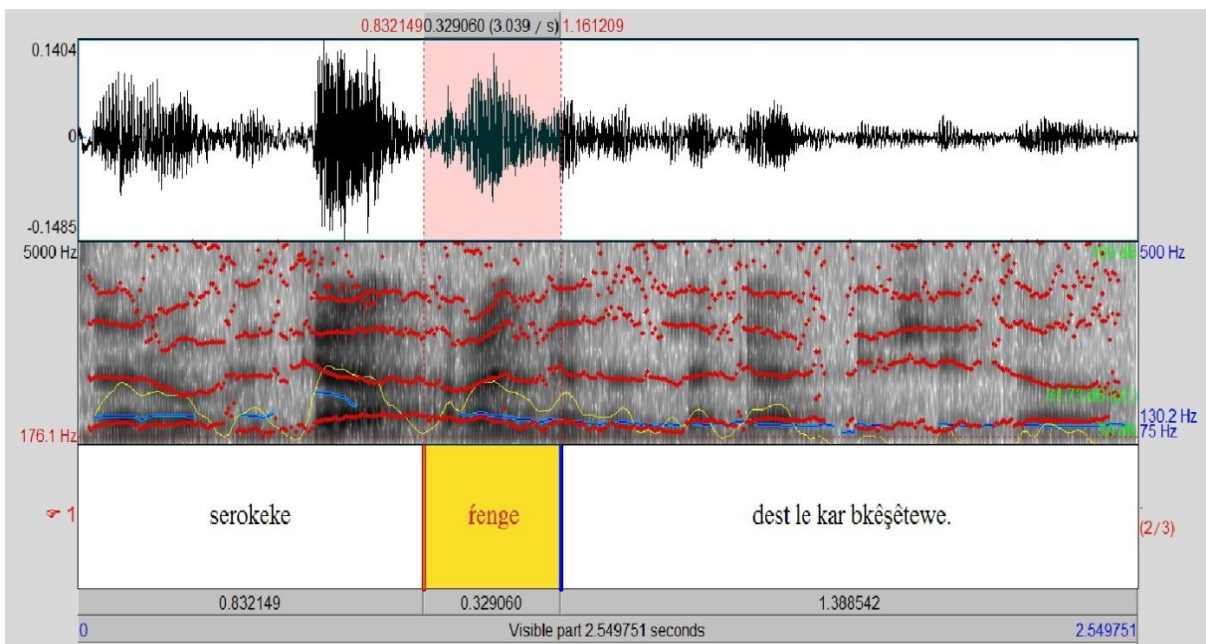 0.832149 0.329060 (3.039 / s) 1.161209
0.1404
0
-0.1485
5000 Hz
500 Hz
176.1 Hz
130.2 Hz
75 Hz
1
serokeke
ŕenge
dest le kar bkêşêtewe.
(2/3)
0.832149
0.329060
1.388542
0
Visible part 2.549751 seconds
2.549751